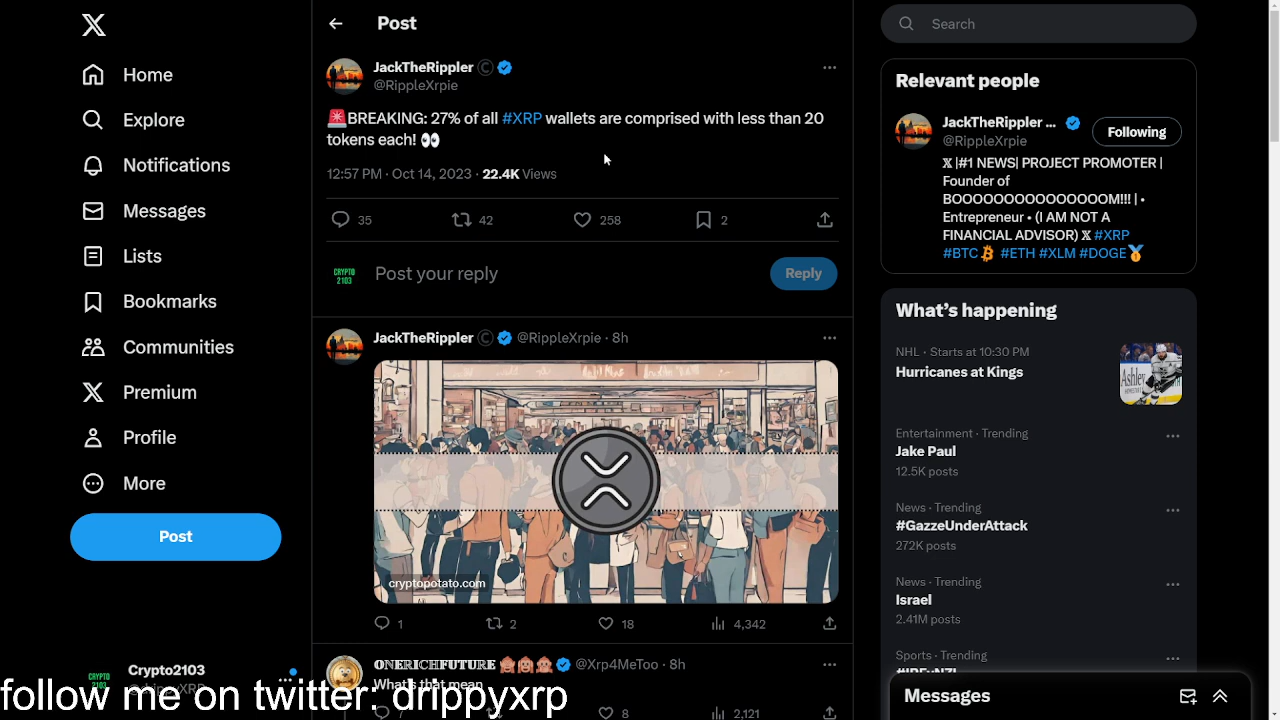 Home
Explore
Notifications
Messages
Lists
Bookmarks
Communities
Premium
Profile
More
Post
Crypto2103
follow me on twitter: drippyxrp
Post
JackTheRippler ©
@RippleXrpie
🚨BREAKING: 27% of all #XRP wallets are comprised with less than 20
tokens each! 👀
12:57 PM · Oct 14, 2023 · 22.4K Views
35 42 258 2
CRYPTO
2103
Post your reply
Reply
JackTheRippler © @RippleXrpie · 8h
cryptopotato.com
1 2 18 4,342
𝐎𝐍𝐄𝐑𝐈𝐂𝐇𝐅𝐔𝐓𝐔𝐑𝐄 🙈🙈🙈 @Xrp4MeToo · 8h
What's that mean
7 8 2,121
Search
Relevant people
JackTheRippler ...
@RippleXrpie
Following
𝕏 |#1 NEWS| PROJECT PROMOTER |
Founder of
BOOOOOOOOOOOOOOM!!! | •
Entrepreneur • (I AM NOT A
FINANCIAL ADVISOR) 𝕏 #XRP
#BTC #ETH #XLM #DOGE🥇
What's happening
NHL · Starts at 10:30 PM
Hurricanes at Kings
Ashley
Entertainment · Trending
Jake Paul
12.5K posts
News · Trending
#GazzeUnderAttack
272K posts
News · Trending
Israel
2.41M posts
Sports · Trending
Messages